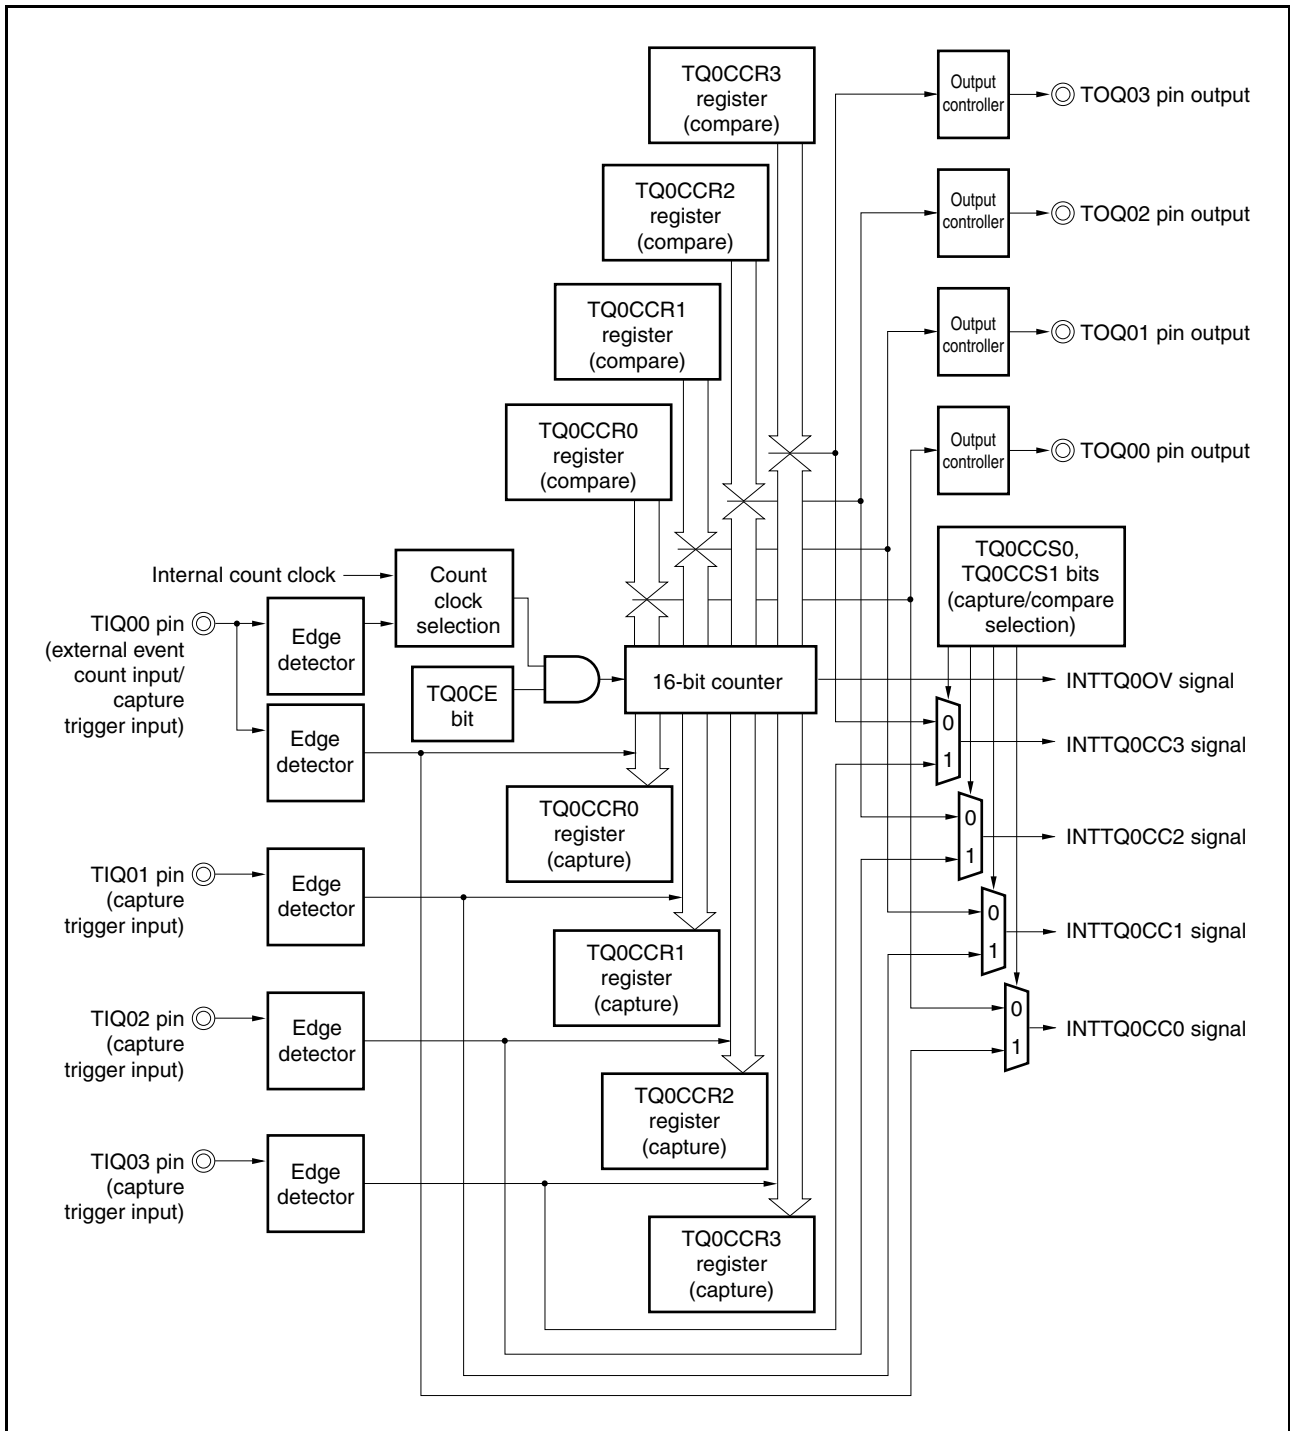 TQ0CCR3
register
(compare)
Output
controller
TOQ03 pin output
TQ0CCR2
register
(compare)
Output
controller
TOQ02 pin output
TQ0CCR1
register
(compare)
Output
controller
TOQ01 pin output
TQ0CCR0
register
(compare)
Output
controller
TOQ00 pin output
TQ0CCS0,
TQ0CCS1 bits
(capture/compare
selection)
Internal count clock
Count
clock
selection
TIQ00 pin
(external event
count input/
capture
trigger input)
Edge
detector
TQ0CE
bit
16-bit counter
INTTQ0OV signal
Edge
detector
0
1
INTTQ0CC3 signal
TQ0CCR0
register
(capture)
0
1
INTTQ0CC2 signal
TIQ01 pin
(capture
trigger input)
Edge
detector
TQ0CCR1
register
(capture)
0
1
INTTQ0CC1 signal
TIQ02 pin
(capture
trigger input)
Edge
detector
0
1
INTTQ0CC0 signal
TQ0CCR2
register
(capture)
TIQ03 pin
(capture
trigger input)
Edge
detector
TQ0CCR3
register
(capture)